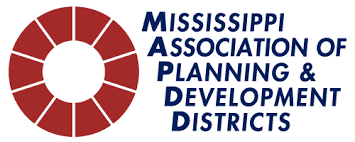 MISSISSIPPI
ASSOCIATION OF
PLANNING &
DEVELOPMENT
DISTRICTS